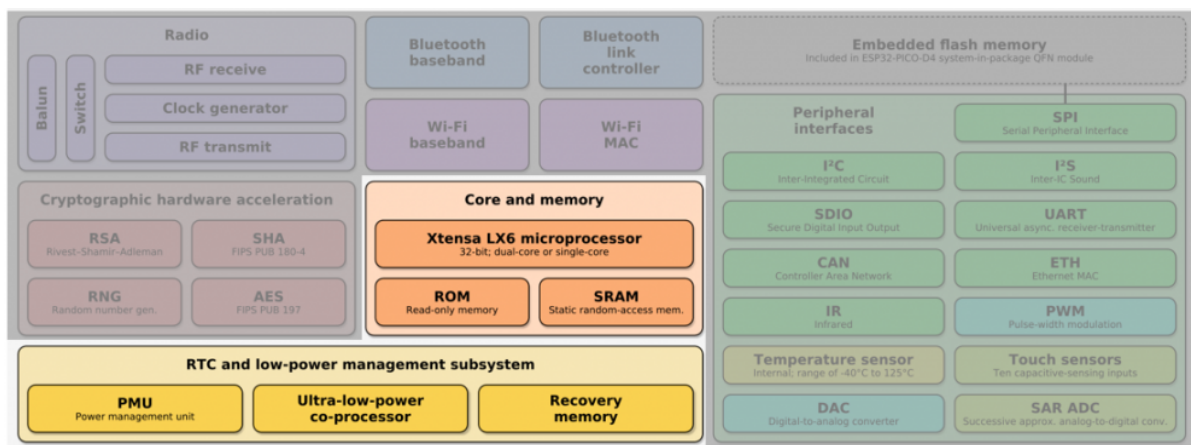 Radio
Balun
Switch
RF receive
Clock generator
RF transmit
Bluetooth
baseband
Bluetooth
link
controller
Wi-Fi
baseband
Wi-Fi
MAC
Embedded flash memory
Included in ESP32-PICO-D4 system-in-package QFN module
Peripheral
interfaces
SPI
Serial Peripheral Interface
I²C
Inter-Integrated Circuit
I²S
Inter-IC Sound
SDIO
Secure Digital Input Output
UART
Universal async. receiver-transmitter
CAN
Controller Area Network
ETH
Ethernet MAC
IR
Infrared
PWM
Pulse-width modulation
Temperature sensor
Internal; range of -40°C to 125°C
Touch sensors
Ten capacitive-sensing inputs
DAC
Digital-to-analog converter
SAR ADC
Successive approx. analog-to-digital conv.
Cryptographic hardware acceleration
RSA
Rivest–Shamir–Adleman
SHA
FIPS PUB 180-4
RNG
Random number gen.
AES
FIPS PUB 197
Core and memory
Xtensa LX6 microprocessor
32-bit; dual-core or single-core
ROM
Read-only memory
SRAM
Static random-access mem.
RTC and low-power management subsystem
PMU
Power management unit
Ultra-low-power
co-processor
Recovery
memory